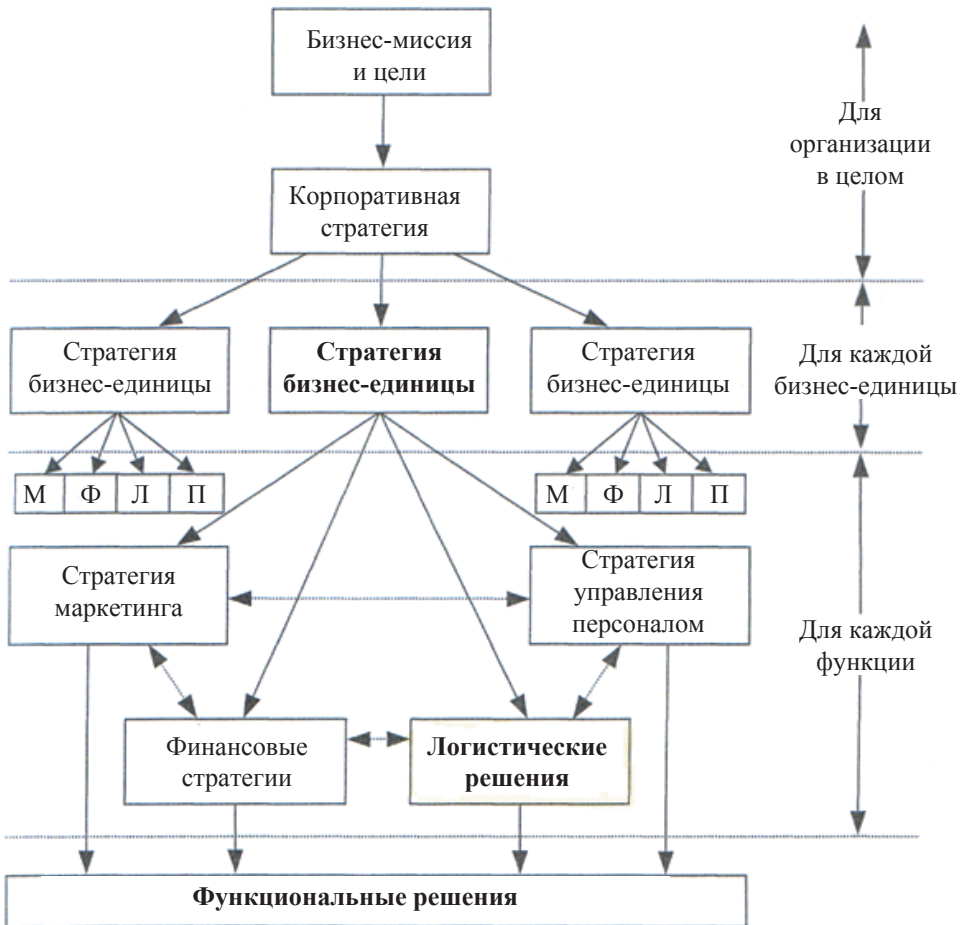 Бизнес-миссия
и цели
Для
организации
в целом
Корпоративная
стратегия
Стратегия
бизнес-единицы
Стратегия
бизнес-единицы
Стратегия
бизнес-единицы
Для каждой
бизнес-единицы
М Ф Л П
М Ф Л П
Стратегия
маркетинга
Стратегия
управления
персоналом
Для каждой
функции
Финансовые
стратегии
Логистические
решения
Функциональные решения